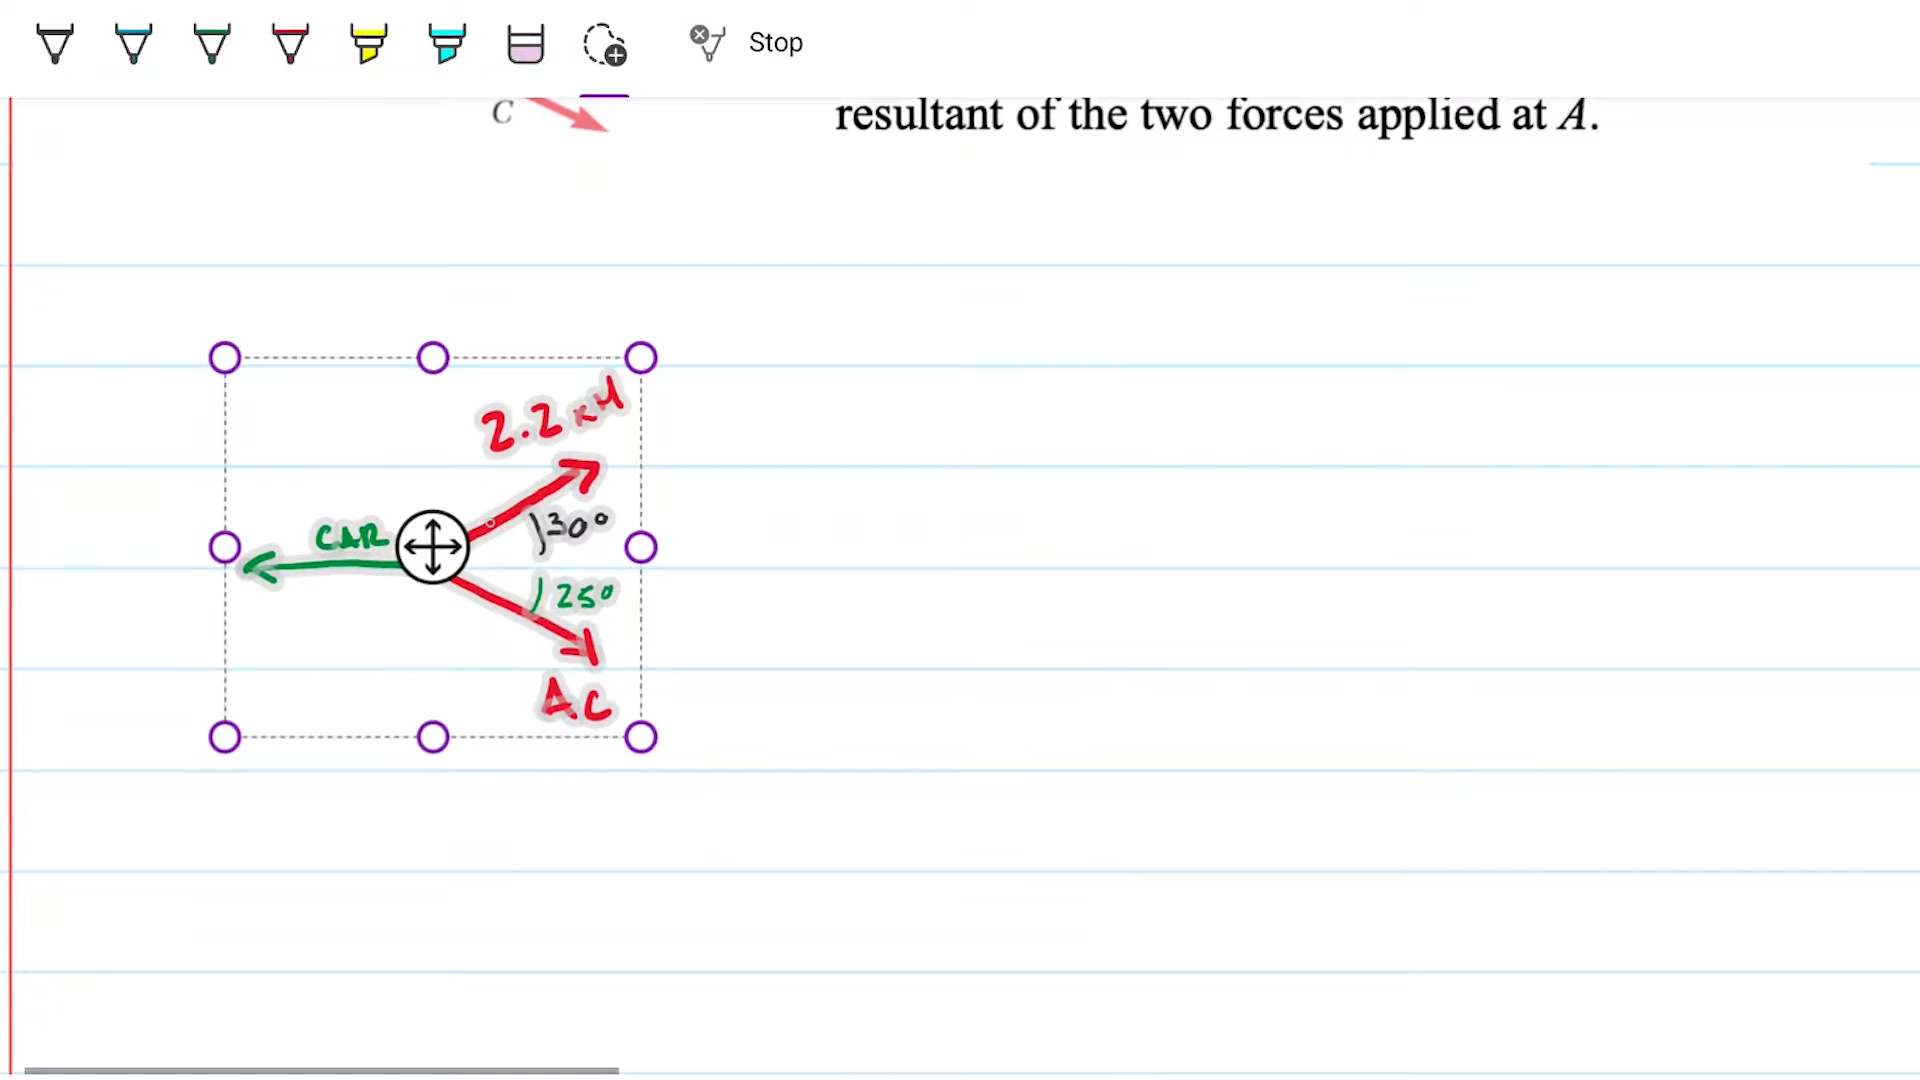 Stop
C
resultant of the two forces applied at A.
2.2 KN
CAR
30°
25°
AC